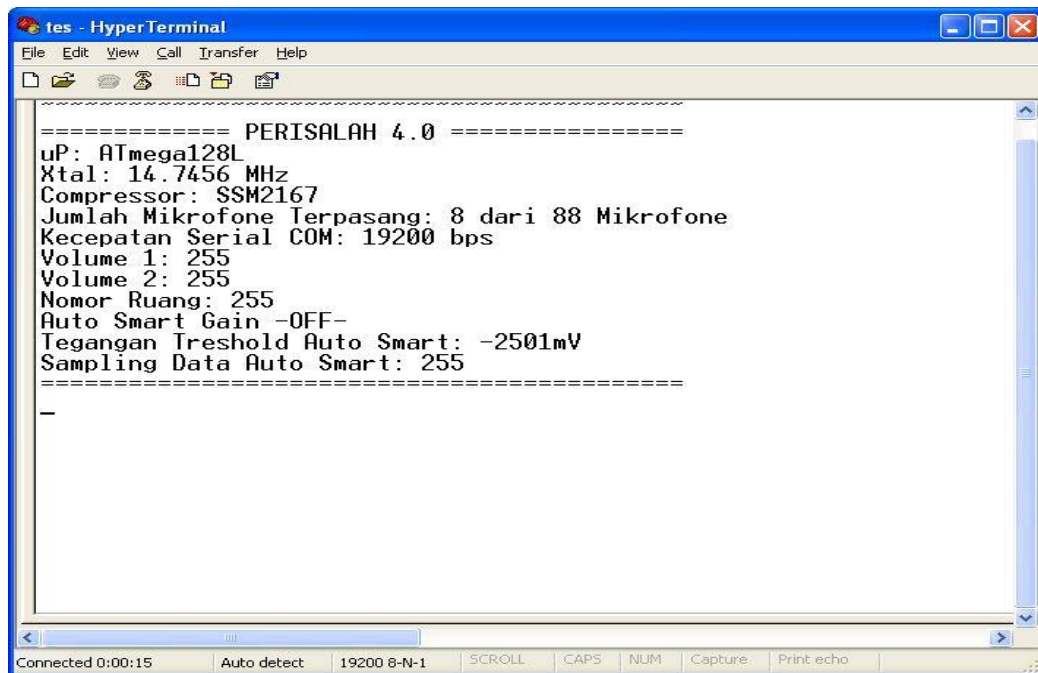 tes - HyperTerminal
File Edit View Call Transfer Help
~~~~~~~~~~~~~~~~~~~~~~~~~~~~~~~~~~~~~~~~~~~~
============= PERISALAH 4.0 ================
uP: ATmega128L
Xtal: 14.7456 MHz
Compressor: SSM2167
Jumlah Mikrofone Terpasang: 8 dari 88 Mikrofone
Kecepatan Serial COM: 19200 bps
Volume 1: 255
Volume 2: 255
Nomor Ruang: 255
Auto Smart Gain -OFF-
Tegangan Treshold Auto Smart: -2501mV
Sampling Data Auto Smart: 255
============================================
_
Connected 0:00:15 Auto detect 19200 8-N-1 SCROLL CAPS NUM Capture Print echo